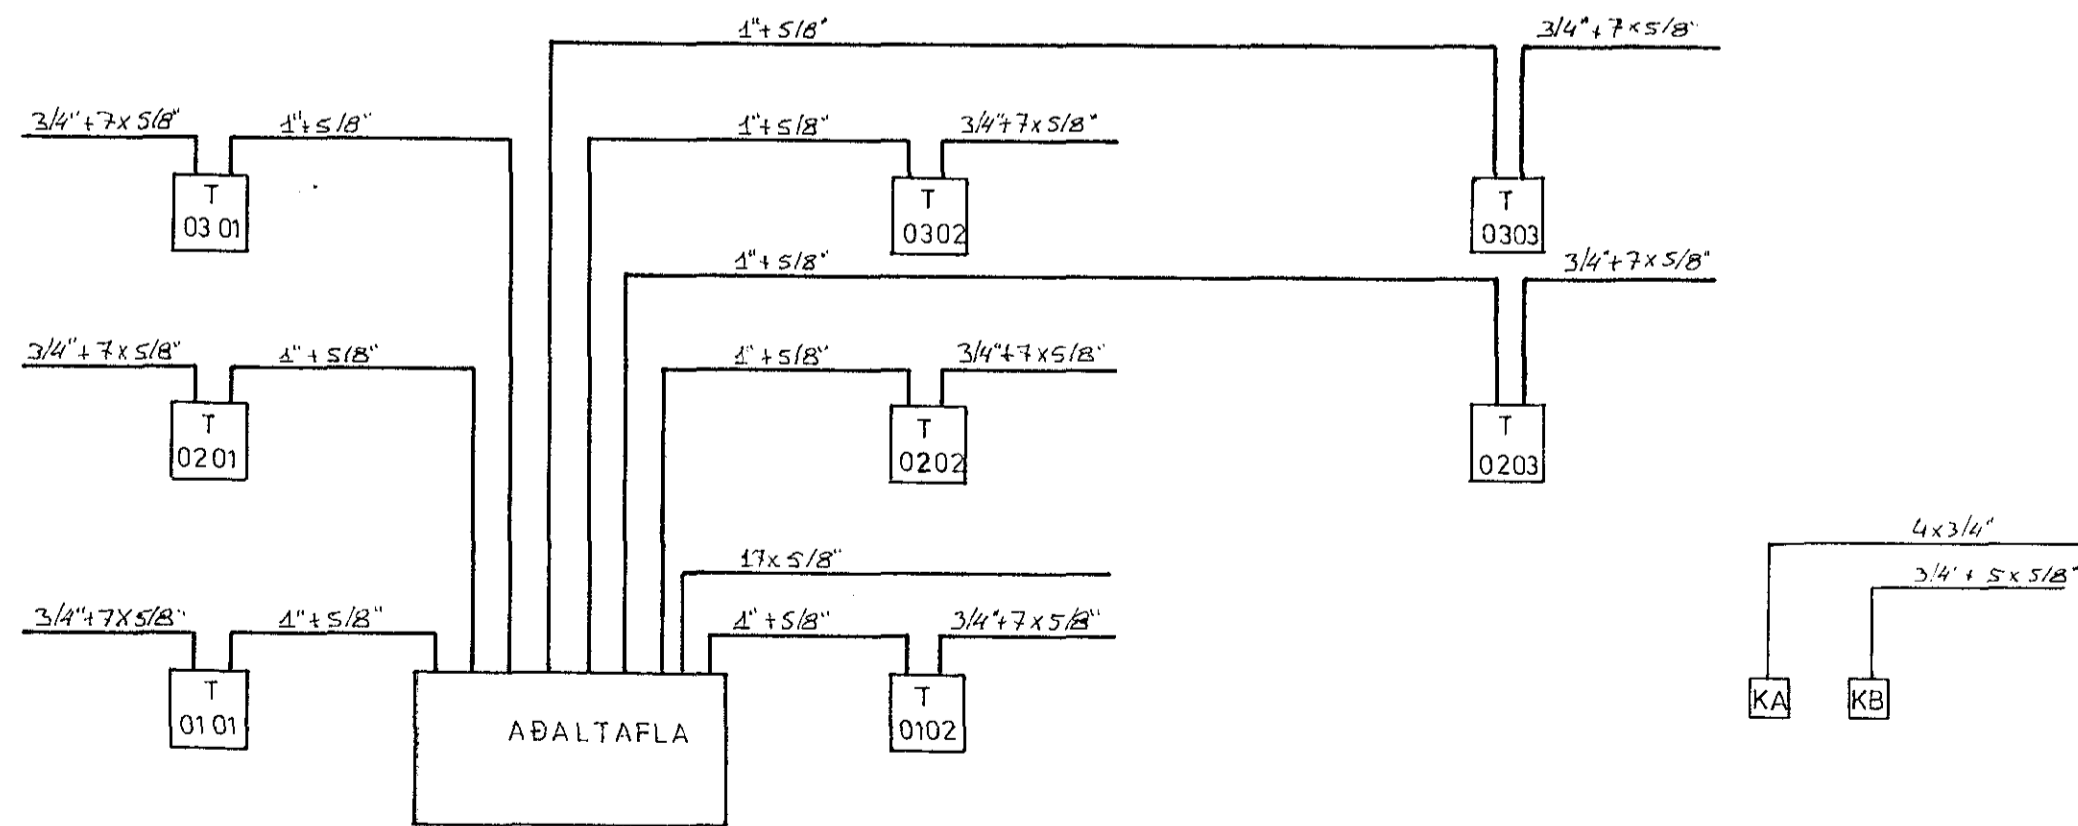 1"+5/8"
3/4"+7x5/8"
3/4"+7x5/8"
1"+5/8"
1"+5/8"
3/4"+7x5/8"
T
0301
T
0302
T
0303
1"+5/8"
3/4"+7x5/8"
3/4"+7x5/8"
1"+5/8"
1"+5/8"
3/4"+7x5/8"
T
0201
T
0202
T
0203
17x5/8"
4x3/4"
3/4"+5x5/8"
3/4"+7x5/8"
1"+5/8"
1"+5/8"
3/4"+7x5/8"
T
0101
AÐALTAFLA
T
0102
KA
KB